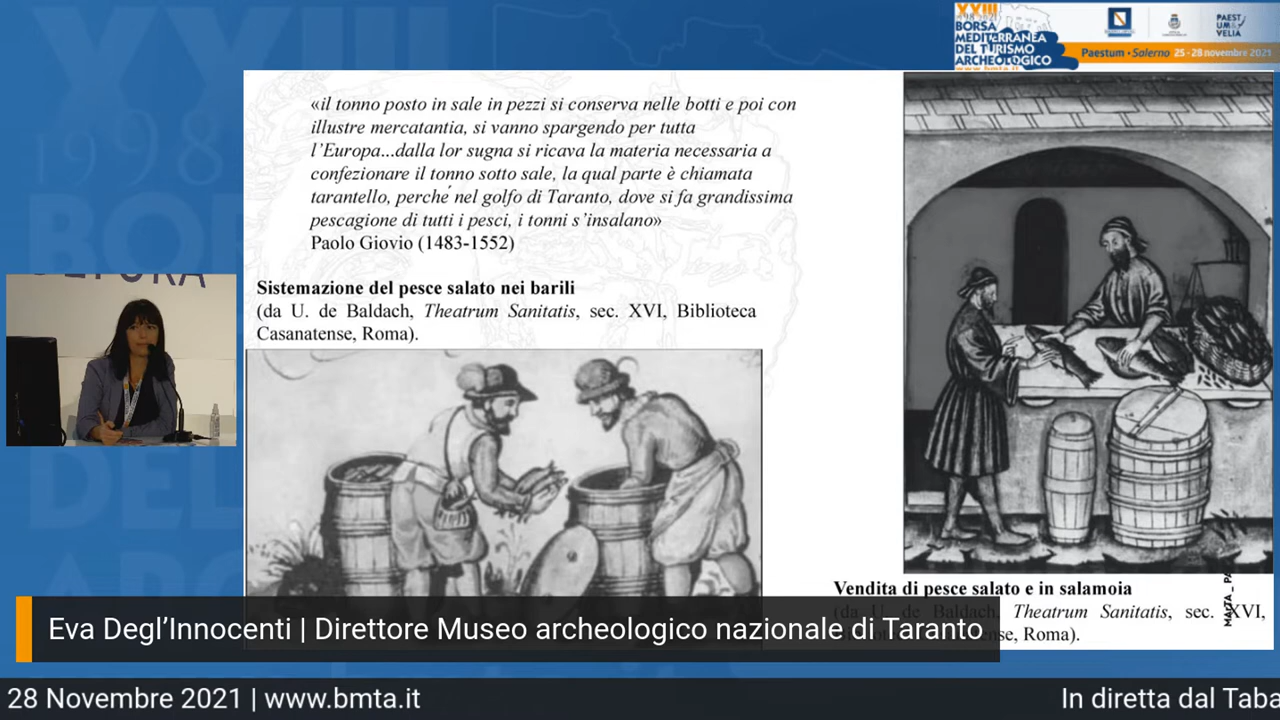 XXIII
BORSA
MEDITERRANEA
DEL TURISMO
ARCHEOLOGICO
www.bmta.it
PAEST
UM&
VELIA
Paestum • Salerno 25 - 28 novembre 2021
«il tonno posto in sale in pezzi si conserva nelle botti e poi con
illustre mercatantia, si vanno spargendo per tutta
l'Europa...dalla lor sugna si ricava la materia necessaria a
confezionare il tonno sotto sale, la qual parte è chiamata
tarantello, perché nel golfo di Taranto, dove si fa grandissima
pescagione di tutti i pesci, i tonni s'insalano»
Paolo Giovio (1483-1552)
Sistemazione del pesce salato nei barili
(da U. de Baldach, Theatrum Sanitatis, sec. XVI, Biblioteca
Casanatense, Roma).
Vendita di pesce salato e in salamoia
(da U. de Baldach, Theatrum Sanitatis, sec. XVI,
se, Roma).
Eva Degl'Innocenti | Direttore Museo archeologico nazionale di Taranto
28 Novembre 2021 | www.bmta.it
In diretta dal Taba